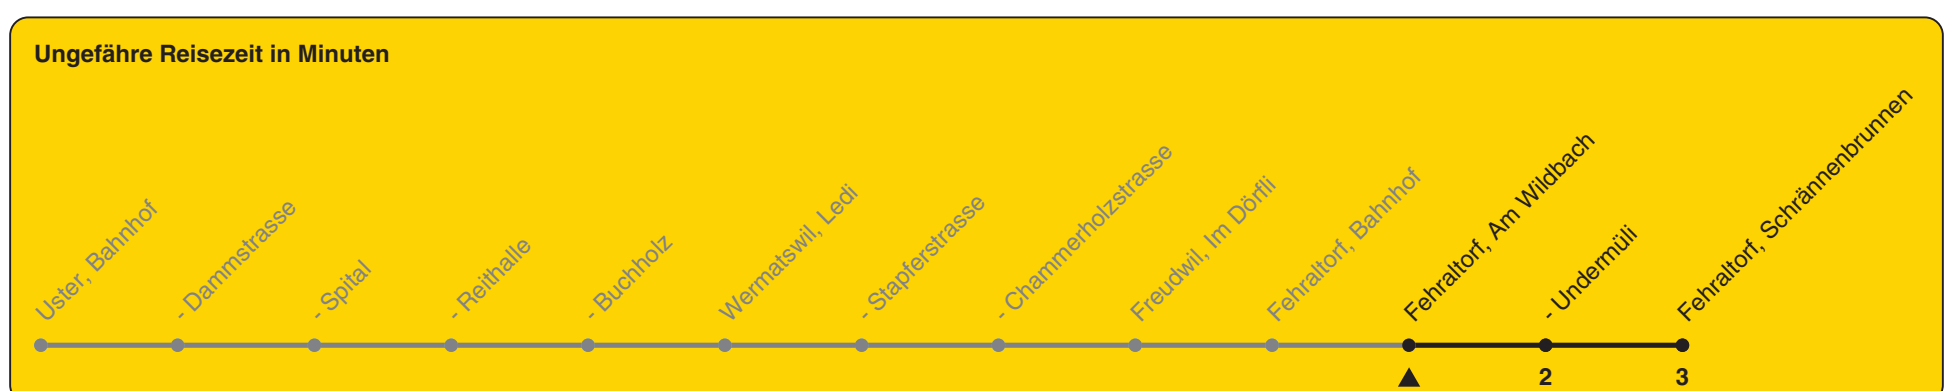 Ungefähre Reisezeit in Minuten
Uster, Bahnhof
- Dammstrasse
- Spital
- Reithalle
- Buchholz
Wermatswil, Ledi
- Stapferstrasse
- Chammerholzstrasse
Freudwil, Im Dörfli
Fehraltorf, Bahnhof
Fehraltorf, Am Wildbach
- Undermüli
Fehraltorf, Schrännenbrunnen
2
3